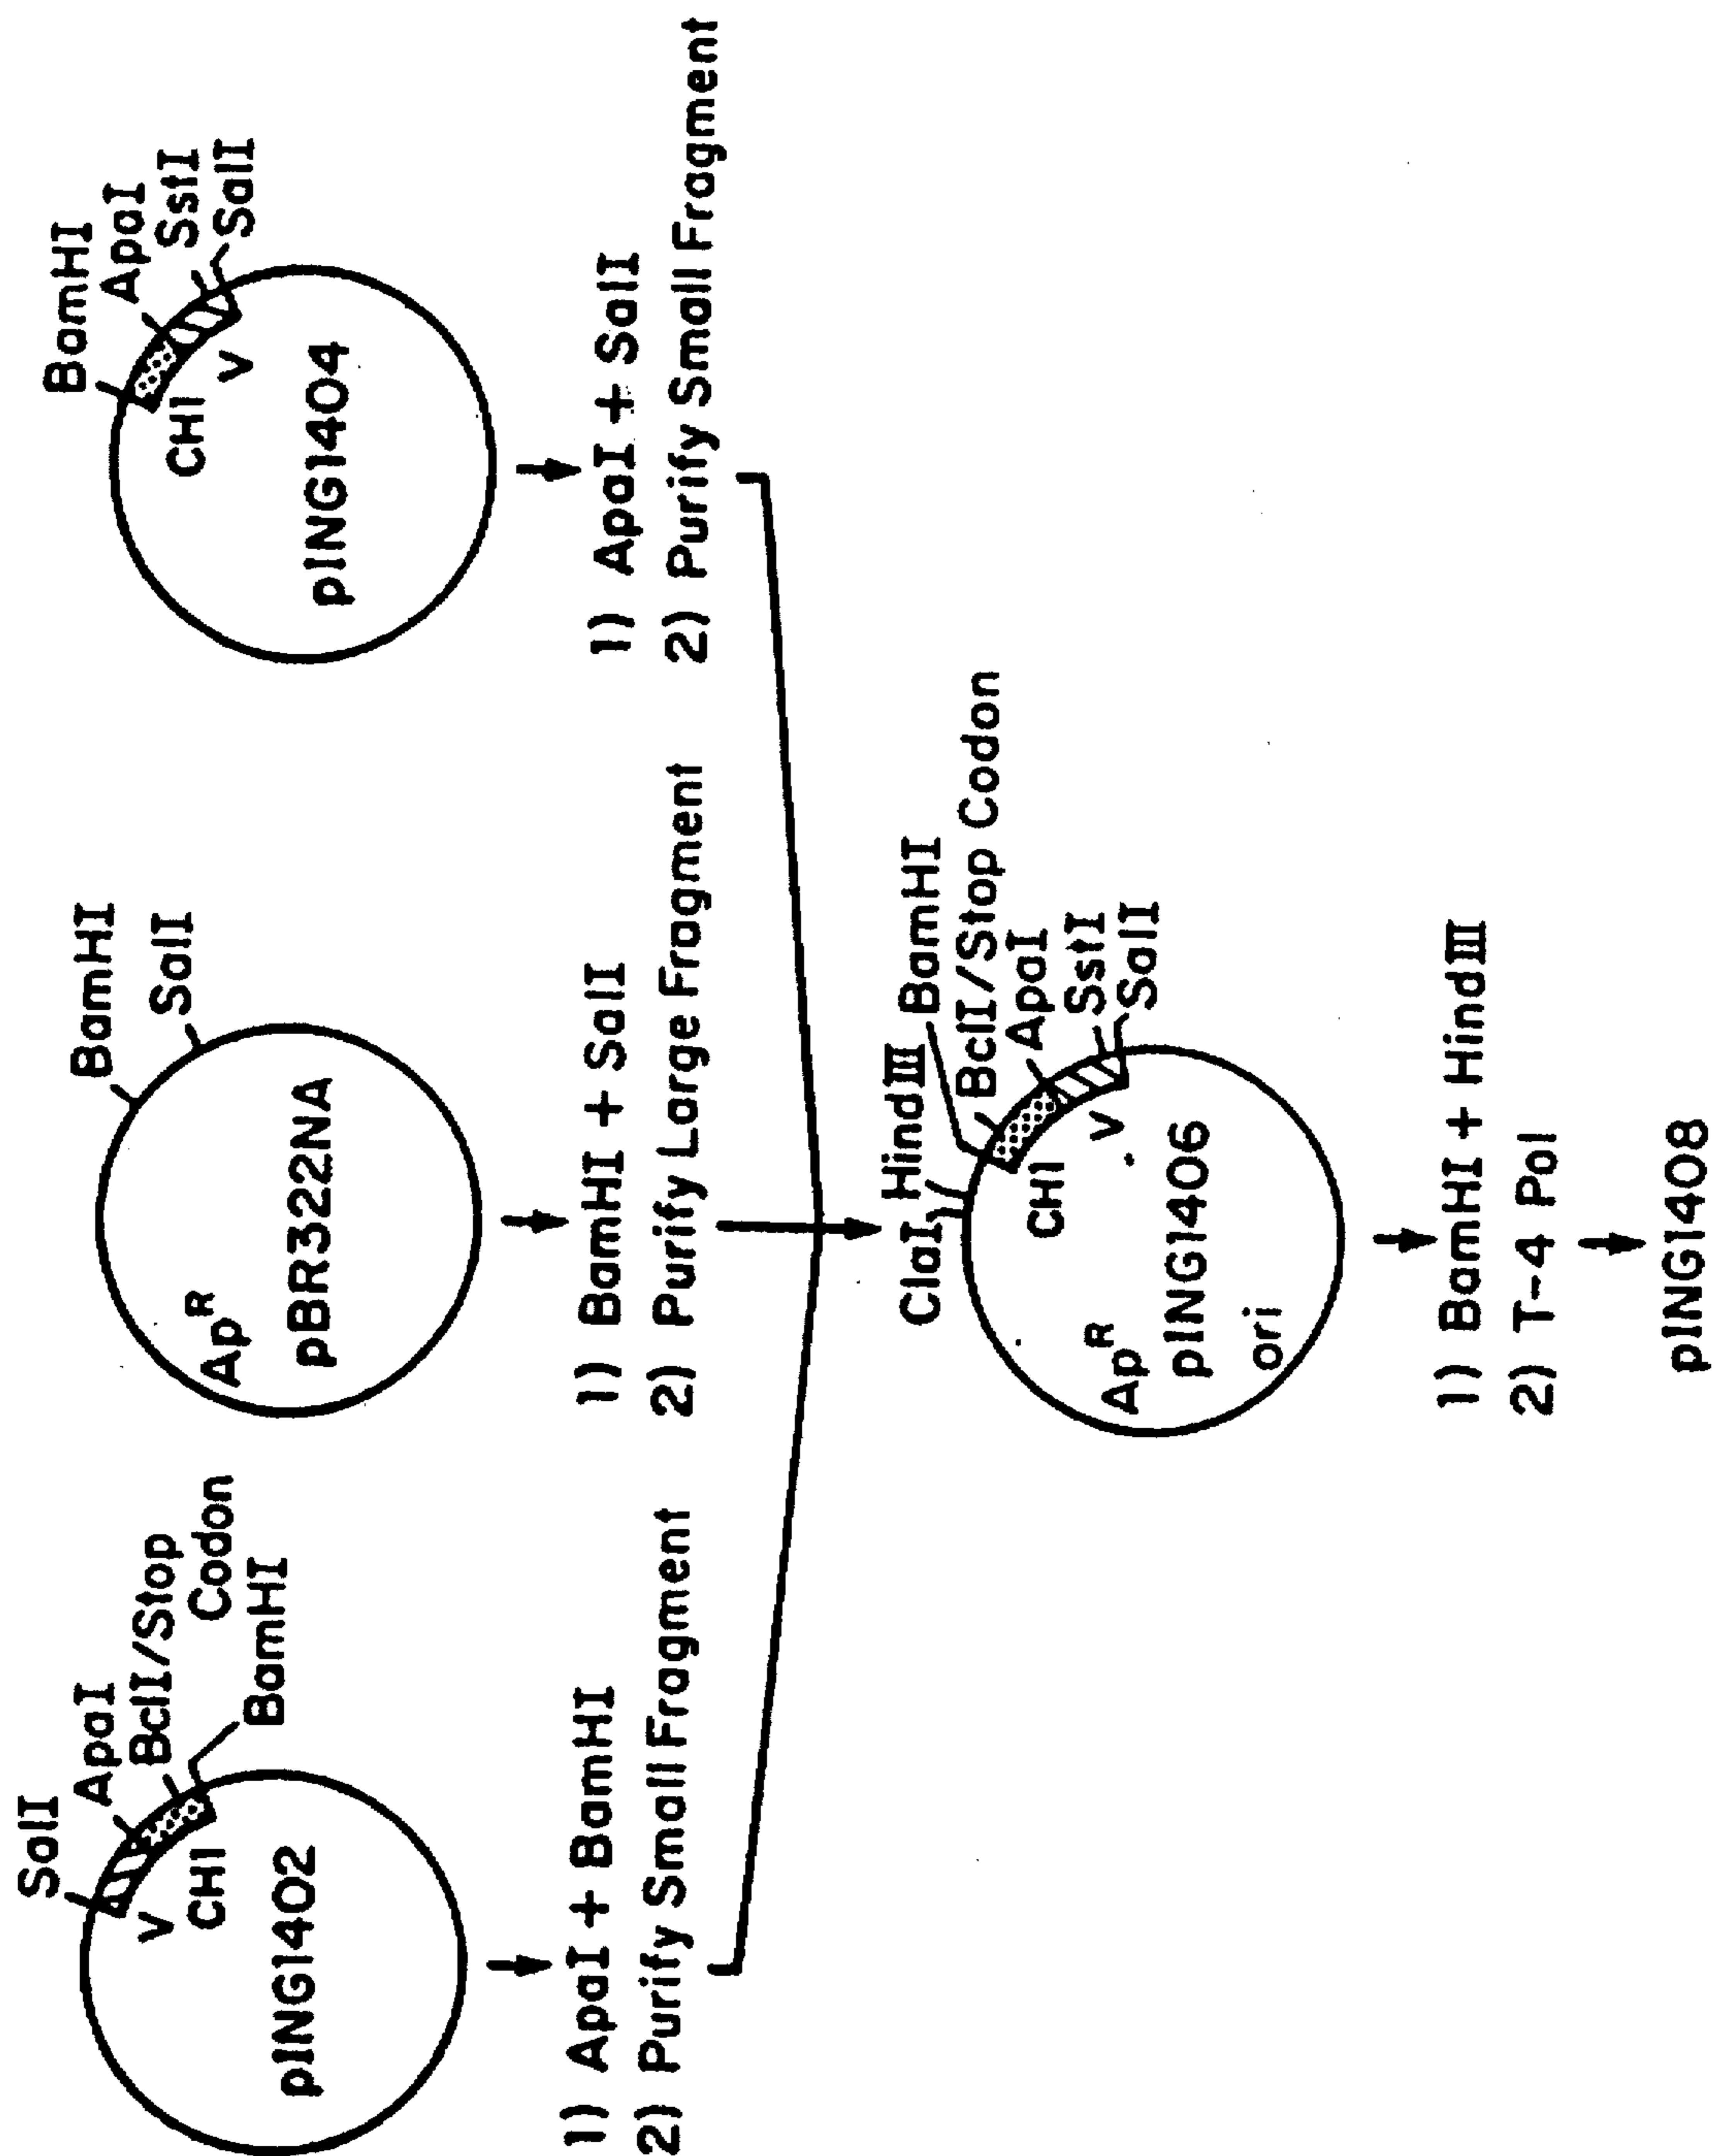 SalI
ApaI
BclI/Stop
Codon
BamHI
V
CH1
pING1402
1) ApaI + BamHI
2) Purify Small Fragment
BamHI
SalI
Ap^R
pBR322NA
1) BamHI + SalI
2) Purify Large Fragment
BamHI
ApaI
SstI
SalI
CH1
V
pING1404
1) ApaI + SalI
2) Purify Small Fragment
ClaI
HindIII
BamHI
BclI/Stop Codon
ApaI
SstI
SalI
CH1
V
Ap^R
pING1406
ori
1) BamHI + HindIII
2) T-4 Pol
pING1408